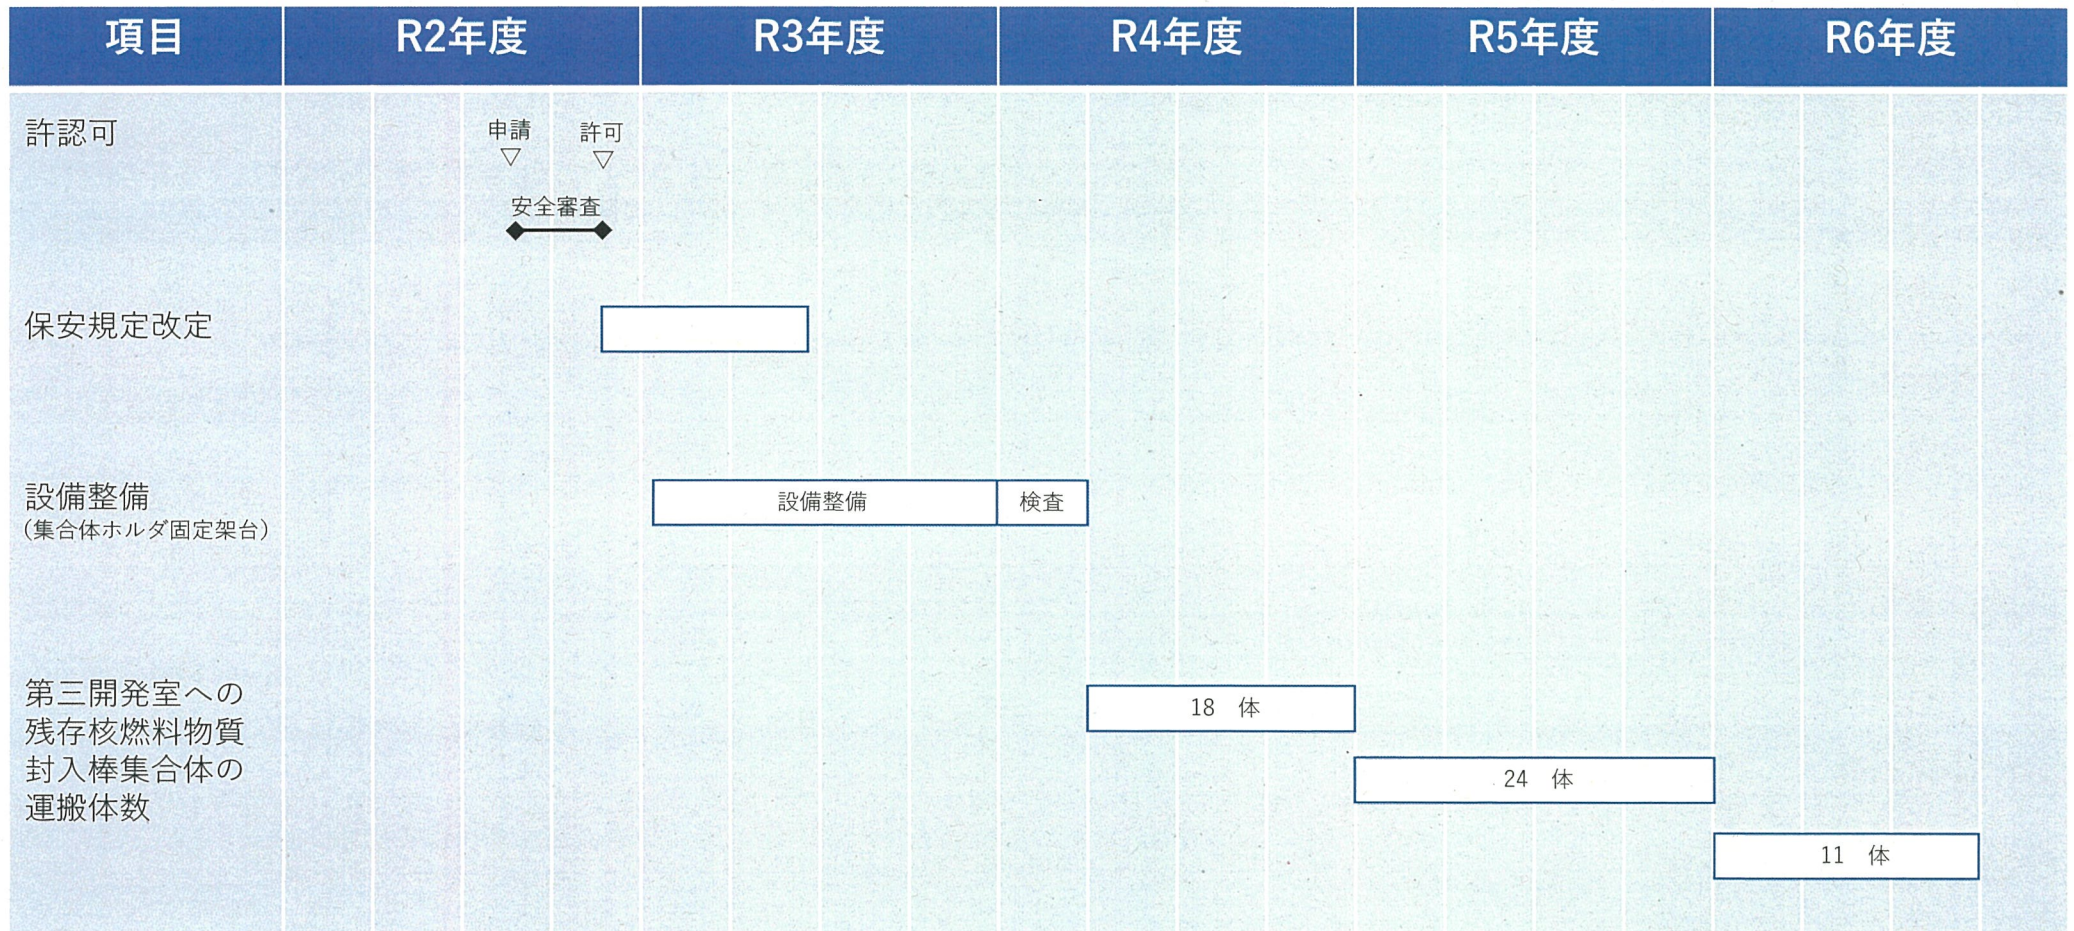 項目 R2年度 R3年度 R4年度 R5年度 R6年度
許認可
申請 許可
安全審査
保安規定改定
設備整備
(集合体ホルダ固定架台)
設備整備 検査
第三開発室への
残存核燃料物質
封入棒集合体の
運搬体数
18 体
24 体
11 体